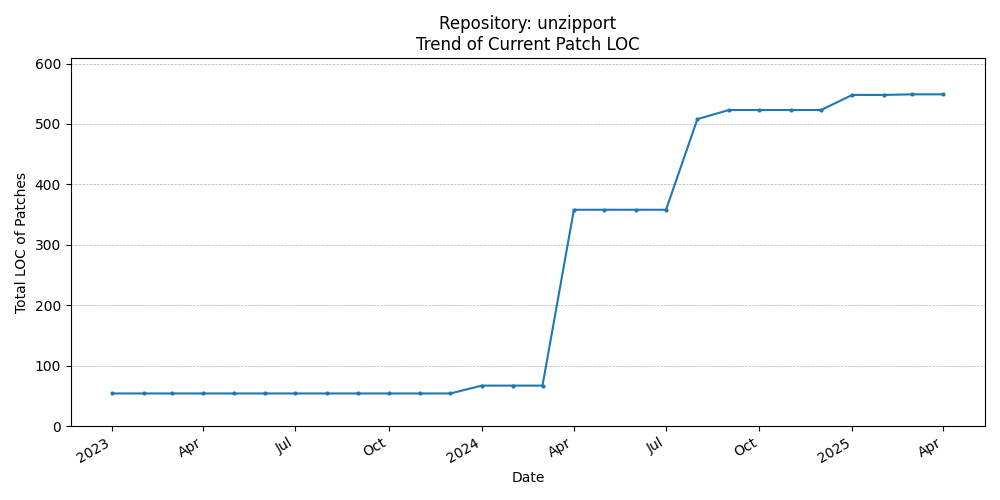 Repository: unzipport
Trend of Current Patch LOC
Total LOC of Patches
600
500
400
300
200
100
0
2023
Apr
Jul
Oct
2024
Apr
Jul
Oct
2025
Apr
Date